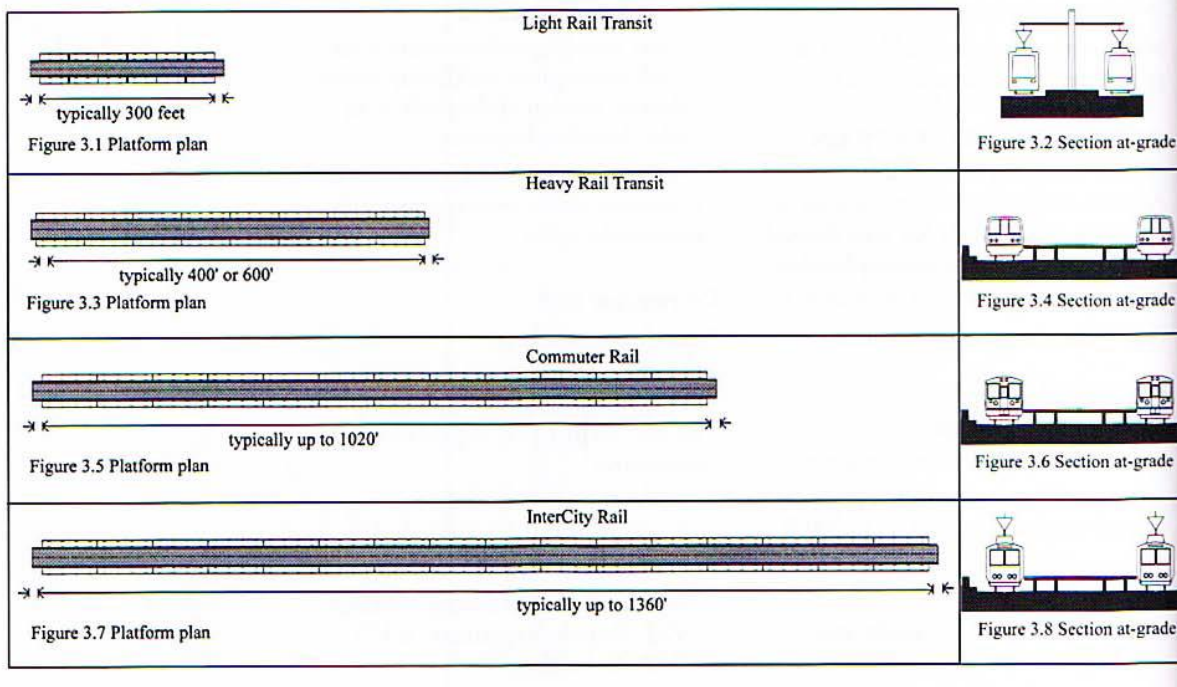 Light Rail Transit
typically 300 feet
Figure 3.1 Platform plan
Figure 3.2 Section at-grade
Heavy Rail Transit
typically 400' or 600'
Figure 3.3 Platform plan
Figure 3.4 Section at-grade
Commuter Rail
typically up to 1020'
Figure 3.5 Platform plan
Figure 3.6 Section at-grade
InterCity Rail
typically up to 1360'
Figure 3.7 Platform plan
Figure 3.8 Section at-grade